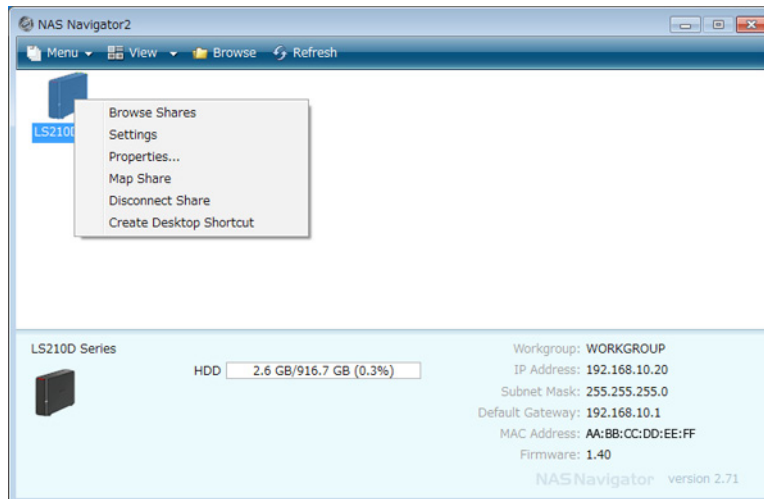 NAS Navigator2
Menu View Browse Refresh
LS210D
Browse Shares
Settings
Properties...
Map Share
Disconnect Share
Create Desktop Shortcut
LS210D Series
HDD 2.6 GB/916.7 GB (0.3%)
Workgroup: WORKGROUP
IP Address: 192.168.10.20
Subnet Mask: 255.255.255.0
Default Gateway: 192.168.10.1
MAC Address: AA:BB:CC:DD:EE:FF
Firmware: 1.40
NAS Navigator version 2.71